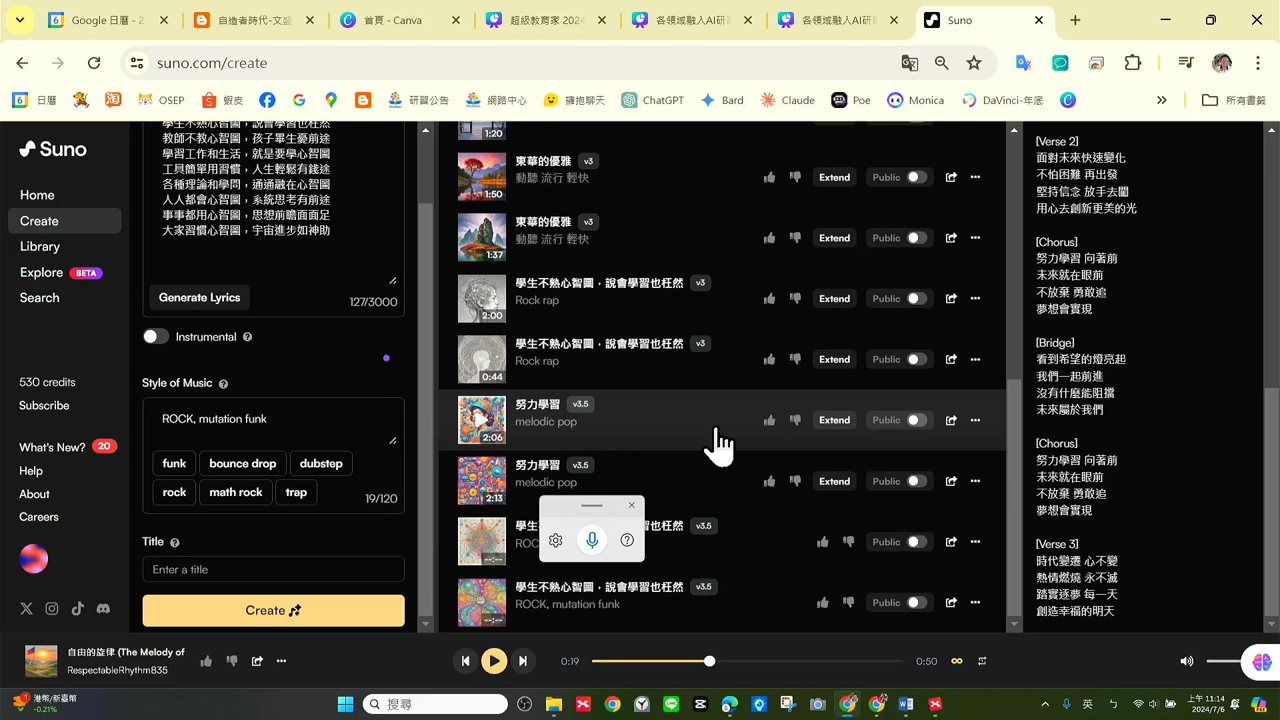 Google 日曆 - 2
自造者時代-文盛
首頁 - Canva
超級教育家 2024
各領域融入AI研
各領域融入AI研
Suno
suno.com/create
日曆
淘
OSEP
蝦皮
研習公告
網路中心
擁抱聊天
ChatGPT
Bard
Claude
Poe
Monica
DaVinci-年底
所有書籤
Suno
Home
Create
Library
Explore BETA
Search
530 credits
Subscribe
What's New? 20
Help
About
Careers
學生不熟心智圖，說會學習也枉然
教師不教心智圖，孩子畢生憂前途
學習工作和生活，就是要學心智圖
工具簡單用習慣，人生輕鬆有錢途
各種理論和學問，通通融在心智圖
人人都會心智圖，系統思考有前途
事事都用心智圖，思想前瞻面面足
大家習慣心智圖，宇宙進步如神助
Generate Lyrics
127/3000
Instrumental
Style of Music
ROCK, mutation funk
funk
bounce drop
dubstep
rock
math rock
trap
19/120
Title
Enter a title
Create
1:20
東華的優雅 v3
動聽 流行 輕快
1:50
Extend
Public
東華的優雅 v3
動聽 流行 輕快
1:37
Extend
Public
學生不熟心智圖，說會學習也枉然 v3
Rock rap
2:00
Extend
Public
學生不熟心智圖，說會學習也枉然 v3
Rock rap
0:44
Extend
Public
努力學習 v3.5
melodic pop
2:06
Extend
Public
努力學習 v3.5
melodic pop
2:13
Extend
Public
也枉然 v3.5
--:--
Public
學生不熟心智圖，說會學習也枉然 v3.5
ROCK, mutation funk
--:--
Public
[Verse 2]
面對未來快速變化
不怕困難 再出發
堅持信念 放手去闖
用心去創新更美的光
[Chorus]
努力學習 向著前
未來就在眼前
不放棄 勇敢追
夢想會實現
[Bridge]
看到希望的燈亮起
我們一起前進
沒有什麼能阻擋
未來屬於我們
[Chorus]
努力學習 向著前
未來就在眼前
不放棄 勇敢追
夢想會實現
[Verse 3]
時代變遷 心不變
熱情燃燒 永不滅
踏實逐夢 每一天
創造幸福的明天
自由的旋律 (The Melody of
RespectableRhythm835
0:19
0:50
港幣/新臺幣
-0.21%
搜尋
英
上午 11:14
2024/7/6